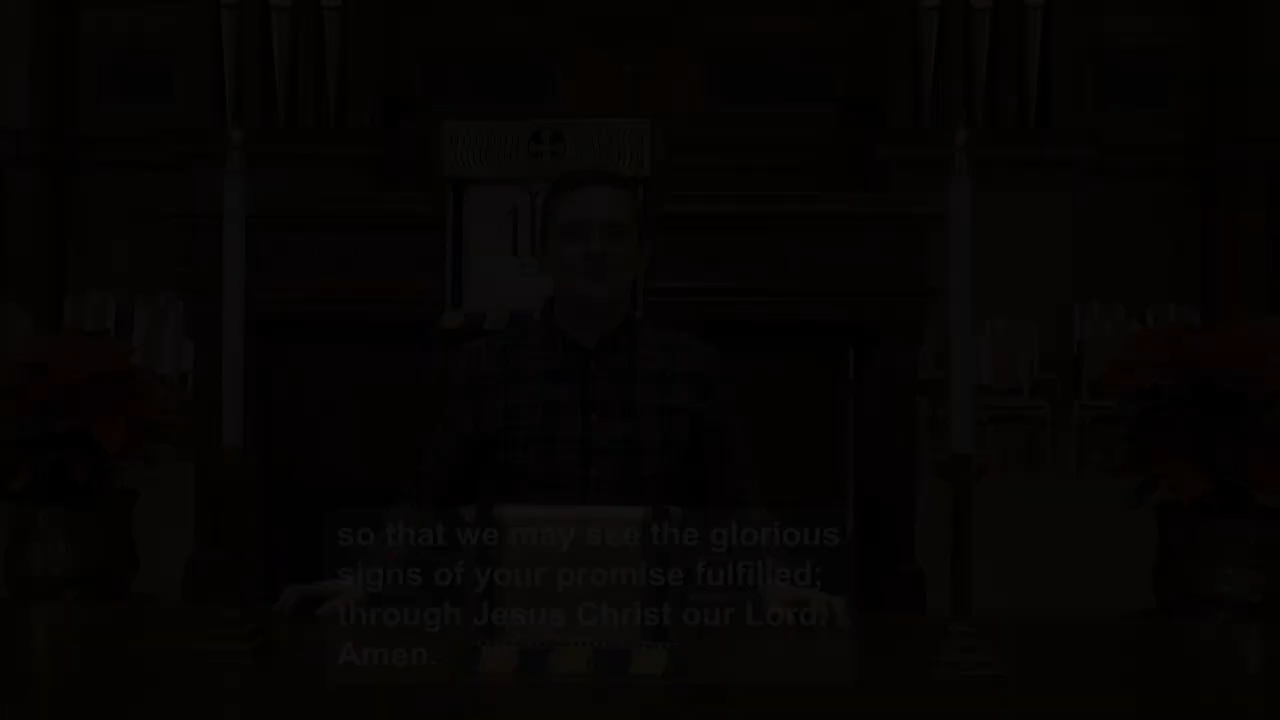 so that we may see the glorious
signs of your promise fulfilled;
through Jesus Christ our Lord.
Amen.